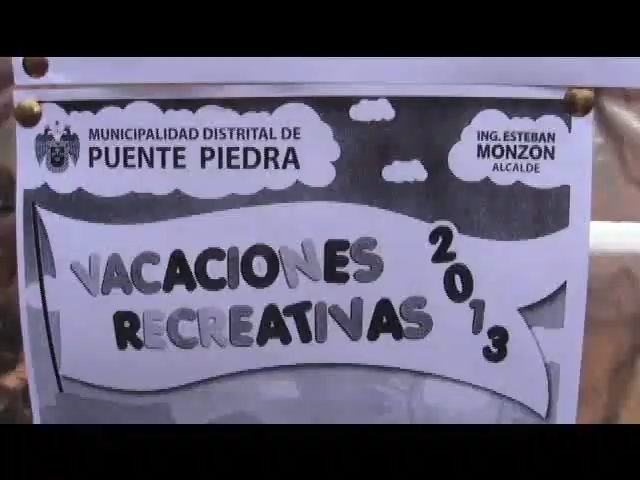 MUNICIPALIDAD DISTRITAL DE
PUENTE PIEDRA
ING. ESTEBAN
MONZON
ALCALDE
VACACIONES
RECREATIVAS
2013